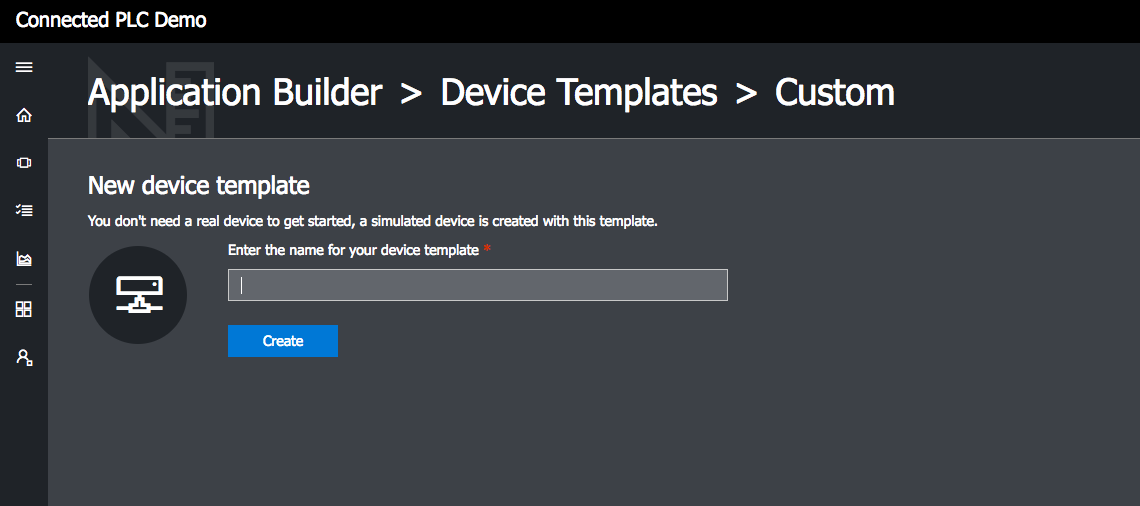 Connected PLC Demo
Application Builder > Device Templates > Custom
New device template
You don't need a real device to get started, a simulated device is created with this template.
Enter the name for your device template *
Create